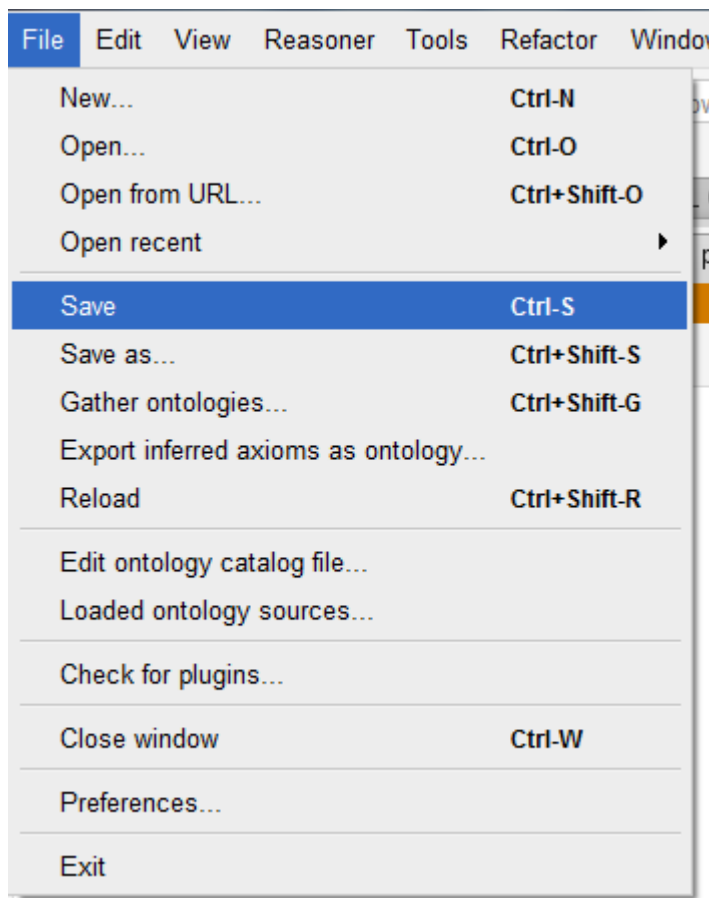 File Edit View Reasoner Tools Refactor
New... Ctrl-N
Open... Ctrl-O
Open from URL... Ctrl+Shift-O
Open recent
Save Ctrl-S
Save as... Ctrl+Shift-S
Gather ontologies... Ctrl+Shift-G
Export inferred axioms as ontology...
Reload Ctrl+Shift-R
Edit ontology catalog file...
Loaded ontology sources...
Check for plugins...
Close window Ctrl-W
Preferences...
Exit